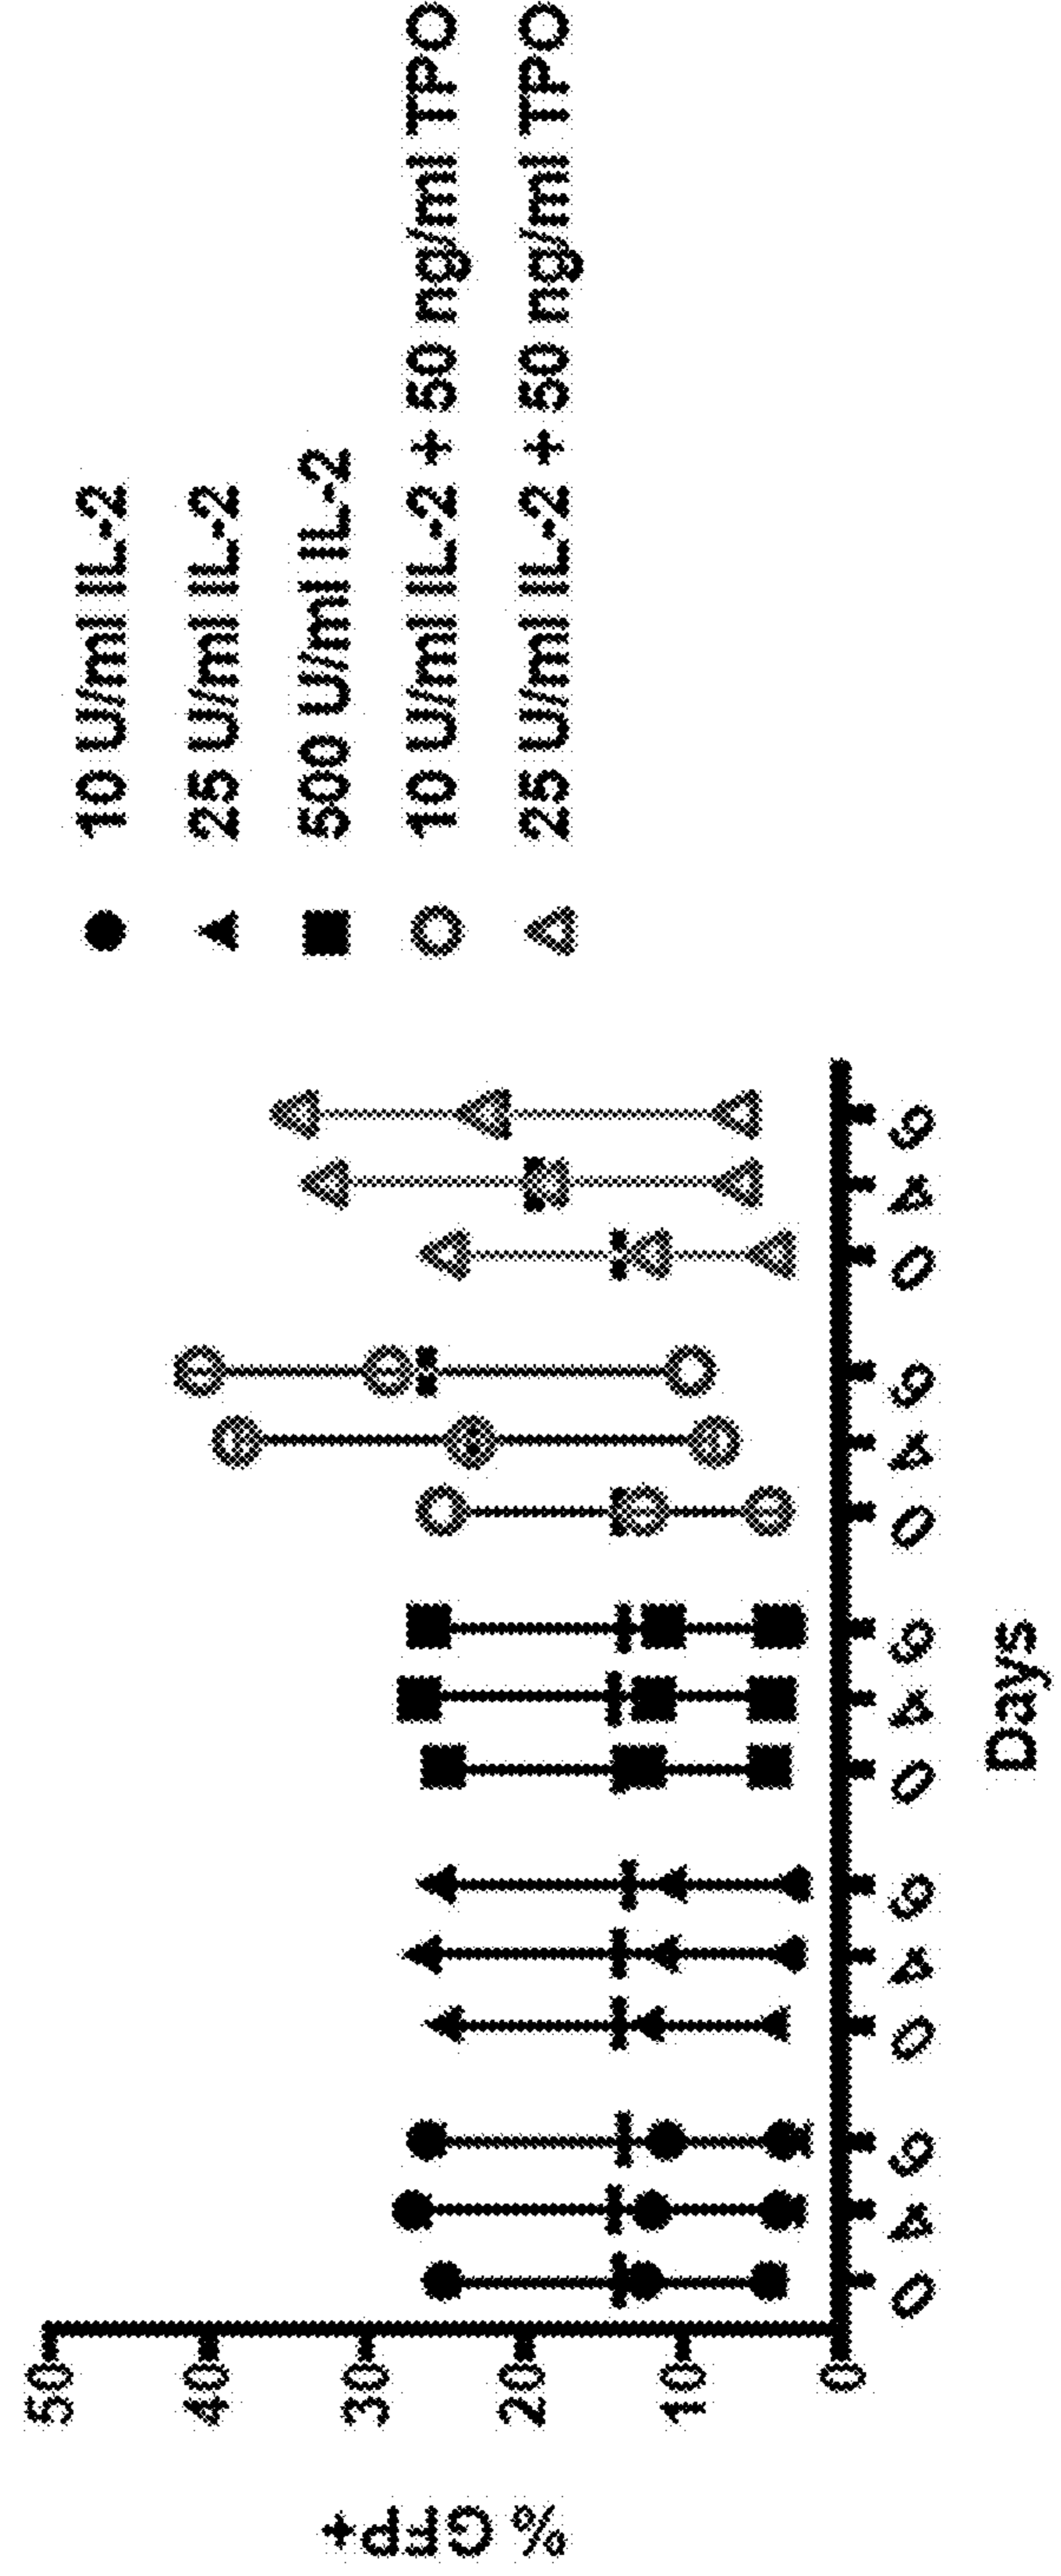 % GFP+
50
40
30
20
10
0
0 4 6 0 4 6 0 4 6 0 4 6 0 4 6
Days
10 U/ml IL-2
25 U/ml IL-2
500 U/ml IL-2
10 U/ml IL-2 + 50 ng/ml TPO
25 U/ml IL-2 + 50 ng/ml TPO